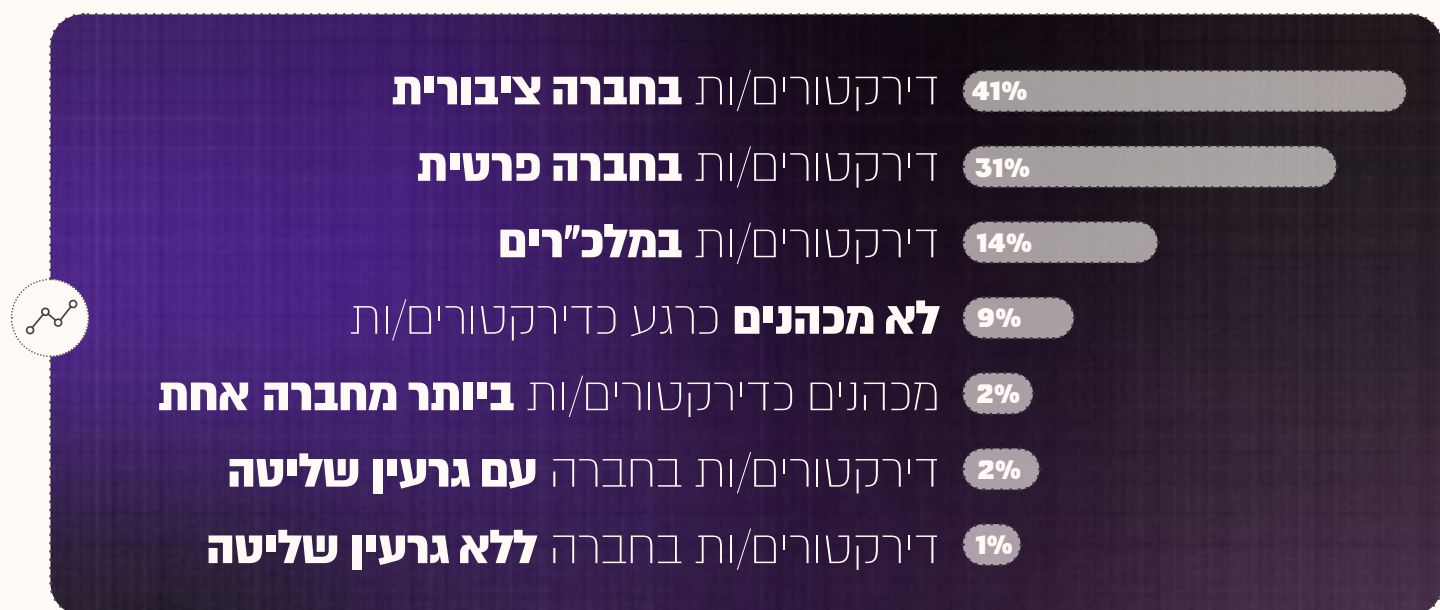 41% דירקטורים/ות בחברה ציבורית
31% דירקטורים/ות בחברה פרטית
14% דירקטורים/ות במלכ"רים
9% לא מכהנים כרגע כדירקטורים/ות
2% מכהנים כדירקטורים/ות ביותר מחברה אחת
2% דירקטורים/ות בחברה עם גרעין שליטה
1% דירקטורים/ות בחברה ללא גרעין שליטה